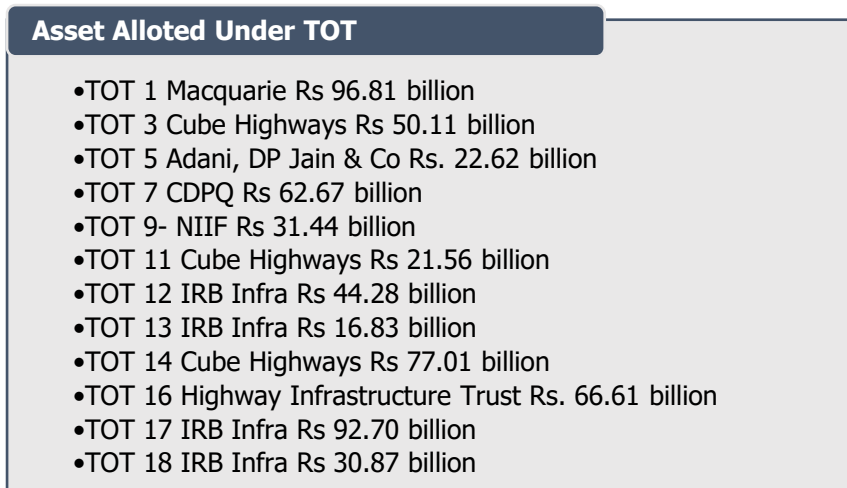 Asset Alloted Under TOT
•TOT 1 Macquarie Rs 96.81 billion
•TOT 3 Cube Highways Rs 50.11 billion
•TOT 5 Adani, DP Jain & Co Rs. 22.62 billion
•TOT 7 CDPQ Rs 62.67 billion
•TOT 9- NIIF Rs 31.44 billion
•TOT 11 Cube Highways Rs 21.56 billion
•TOT 12 IRB Infra Rs 44.28 billion
•TOT 13 IRB Infra Rs 16.83 billion
•TOT 14 Cube Highways Rs 77.01 billion
•TOT 16 Highway Infrastructure Trust Rs. 66.61 billion
•TOT 17 IRB Infra Rs 92.70 billion
•TOT 18 IRB Infra Rs 30.87 billion